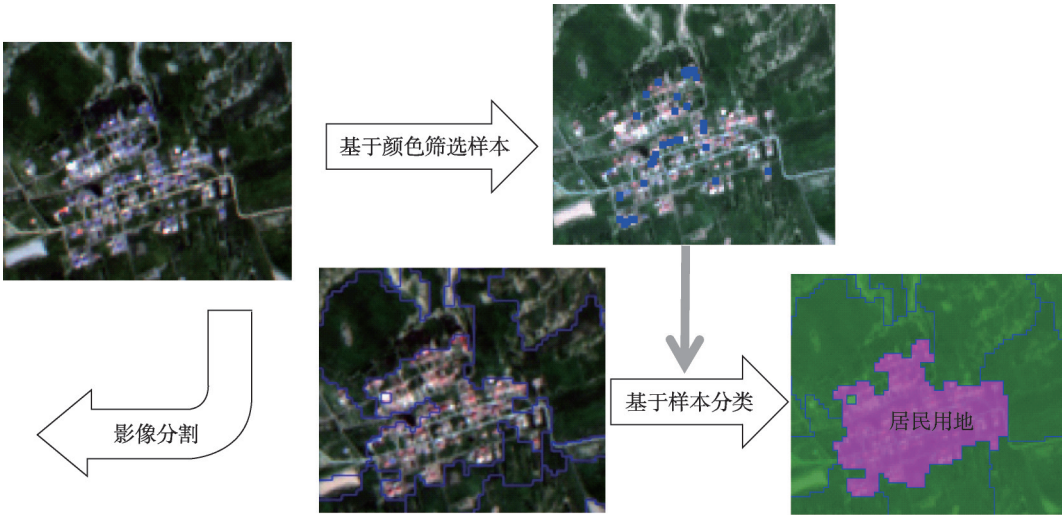 基于颜色筛选样本
影像分割
基于样本分类
居民用地